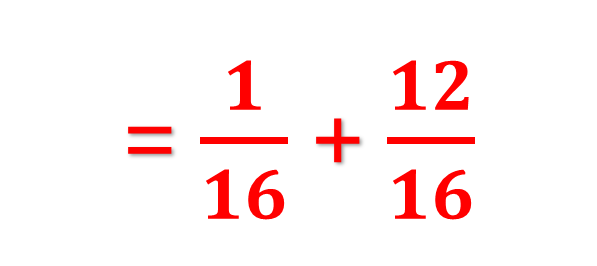 = 1/16 + 12/16